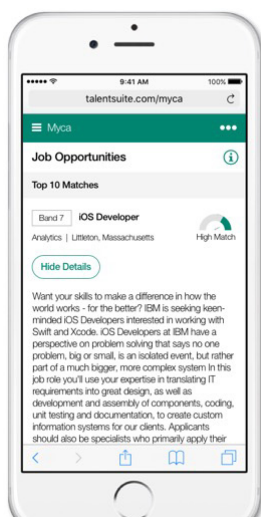 9:41 AM
100%
talentsuite.com/myca
Myca
Job Opportunities
Top 10 Matches
Band 7 iOS Developer
Analytics | Littleton, Massachusetts
High Match
Hide Details
Want your skills to make a difference in how the
world works - for the better? IBM is seeking keen-
minded iOS Developers interested in working with
Swift and Xcode. iOS Developers at IBM have a
perspective on problem solving that says no one
problem, big or small, is an isolated event, but rather
part of a much bigger, more complex system In this
job role you'll use your expertise in translating IT
requirements into great design, as well as
development and assembly of components, coding,
unit testing and documentation, to create custom
information systems for our clients. Applicants
should also be specialists who primarily apply their